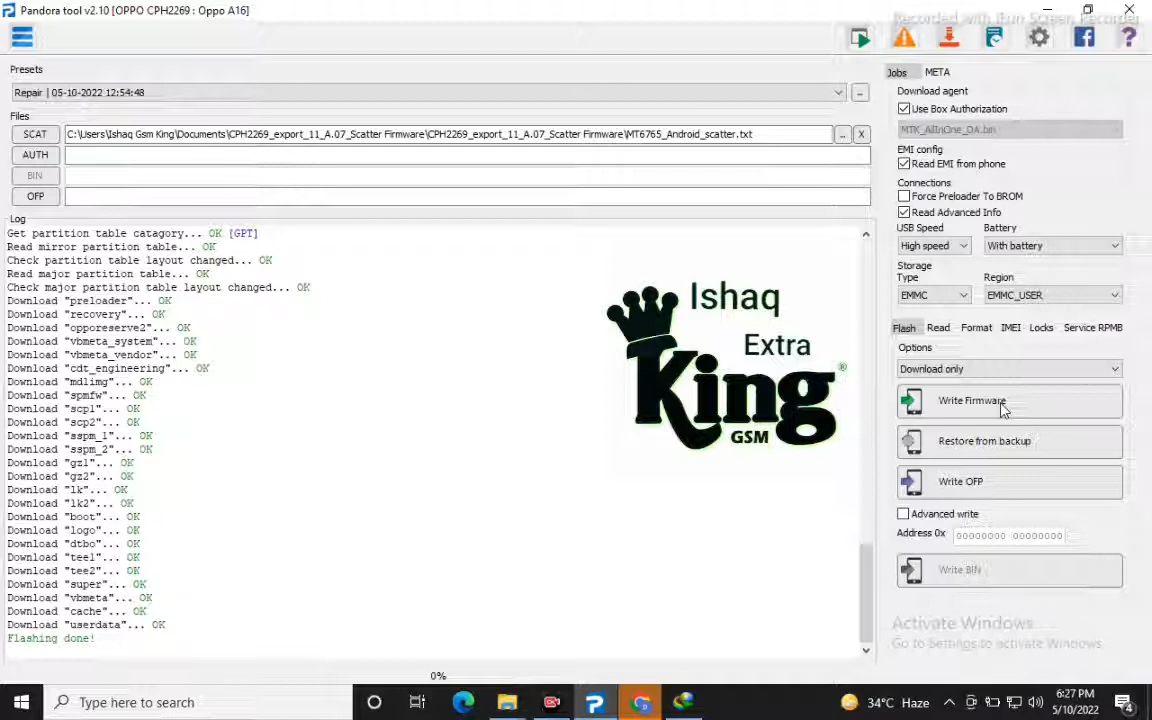 Pandora tool v2.10 [OPPO CPH2269 : Oppo A16]
Recorded with iFun Screen Recorder
Presets
Repair | 05-10-2022 12:54:48
...
Files
SCAT
C:\Users\Ishaq Gsm King\Documents\CPH2269_export_11_A.07_Scatter Firmware\CPH2269_export_11_A.07_Scatter Firmware\MT6765_Android_scatter.txt
...
X
AUTH
BIN
OFP
Log
Get partition table catagory... OK [GPT]
Read mirror partition table... OK
Check partition table layout changed... OK
Read major partition table... OK
Check major partition table layout changed... OK
Download "preloader"... OK
Download "recovery"... OK
Download "opporeserve2"... OK
Download "vbmeta_system"... OK
Download "vbmeta_vendor"... OK
Download "cdt_engineering"... OK
Download "md1img"... OK
Download "spmfw"... OK
Download "scp1"... OK
Download "scp2"... OK
Download "sspm_1"... OK
Download "sspm_2"... OK
Download "gz1"... OK
Download "gz2"... OK
Download "lk"... OK
Download "lk2"... OK
Download "boot"... OK
Download "logo"... OK
Download "dtbo"... OK
Download "tee1"... OK
Download "tee2"... OK
Download "super"... OK
Download "vbmeta"... OK
Download "cache"... OK
Download "userdata"... OK
Flashing done!
Ishaq
Extra
King ®
GSM
0%
Jobs
META
Download agent
Use Box Authorization
MTK_AllInOne_DA.bin
EMI config
Read EMI from phone
Connections
Force Preloader To BROM
Read Advanced Info
USB Speed
Battery
High speed
With battery
Storage
Type
Region
EMMC
EMMC_USER
Flash
Read
Format
IMEI
Locks
Service RPMB
Options
Download only
Write Firmware
Restore from backup
Write OFP
Advanced write
Address 0x
00000000 00000000
Write BIN
Activate Windows
Go to Settings to activate Windows.
Type here to search
34°C Haze
6:27 PM
5/10/2022
4